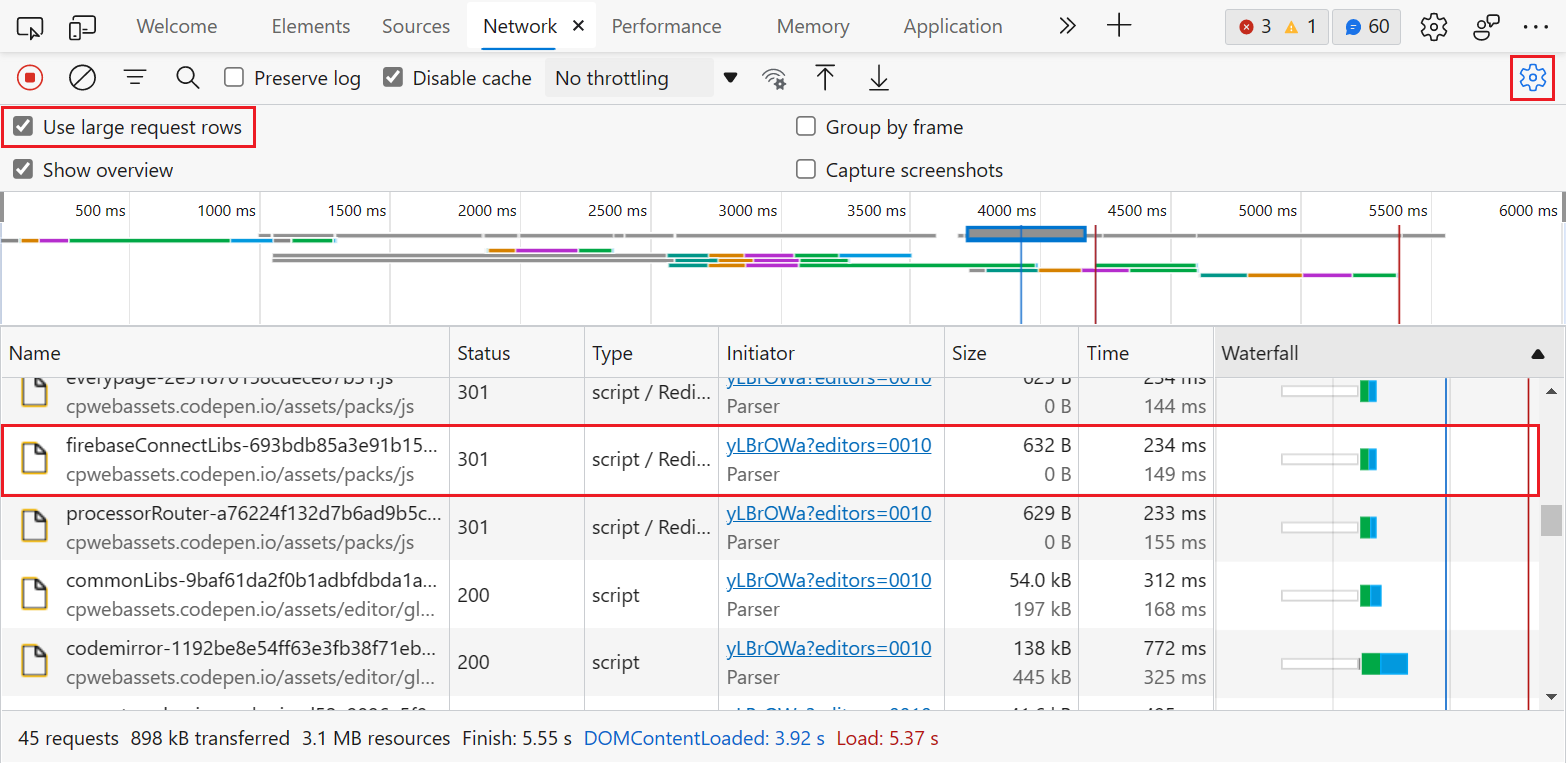 Welcome Elements Sources Network × Performance Memory Application 3 1 60
Preserve log Disable cache No throttling
Use large request rows Group by frame
Show overview Capture screenshots
500 ms 1000 ms 1500 ms 2000 ms 2500 ms 3000 ms 3500 ms 4000 ms 4500 ms 5000 ms 5500 ms 6000 ms
Name Status Type Initiator Size Time Waterfall
301 script / Redi... yLBrOWa?editors=0010 625 B 234 ms
cpwebassets.codepen.io/assets/packs/js Parser 0 B 144 ms
firebaseConnectLibs-693bdb85a3e91b15... 301 script / Redi... yLBrOWa?editors=0010 632 B 234 ms
cpwebassets.codepen.io/assets/packs/js Parser 0 B 149 ms
processorRouter-a76224f132d7b6ad9b5c... 301 script / Redi... yLBrOWa?editors=0010 629 B 233 ms
cpwebassets.codepen.io/assets/packs/js Parser 0 B 155 ms
commonLibs-9baf61da2f0b1adbfdbda1a... 200 script yLBrOWa?editors=0010 54.0 kB 312 ms
cpwebassets.codepen.io/assets/editor/gl... Parser 197 kB 168 ms
codemirror-1192be8e54ff63e3fb38f71eb... 200 script yLBrOWa?editors=0010 138 kB 772 ms
cpwebassets.codepen.io/assets/editor/gl... Parser 445 kB 325 ms
45 requests 898 kB transferred 3.1 MB resources Finish: 5.55 s DOMContentLoaded: 3.92 s Load: 5.37 s